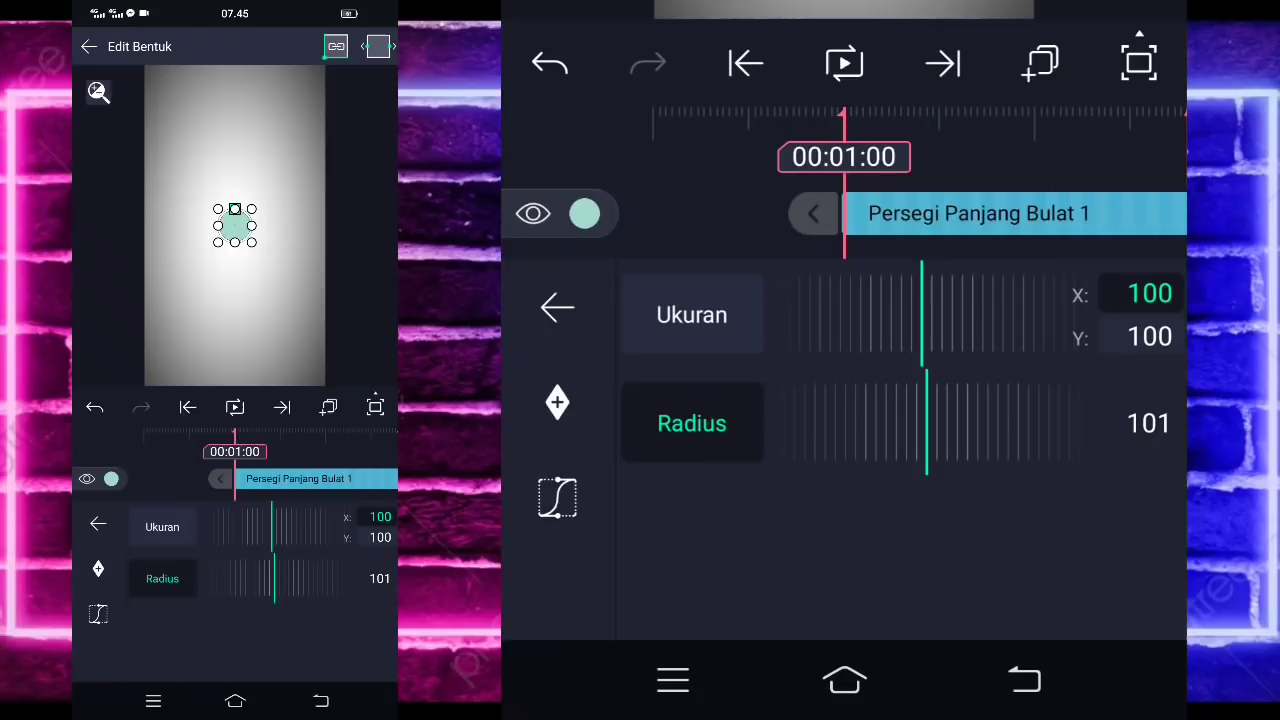 07.45
Edit Bentuk
00:01:00
Persegi Panjang Bulat 1
Ukuran
X: 100
Y: 100
Radius
101
00:01:00
Persegi Panjang Bulat 1
Ukuran
X: 100
Y: 100
Radius
101